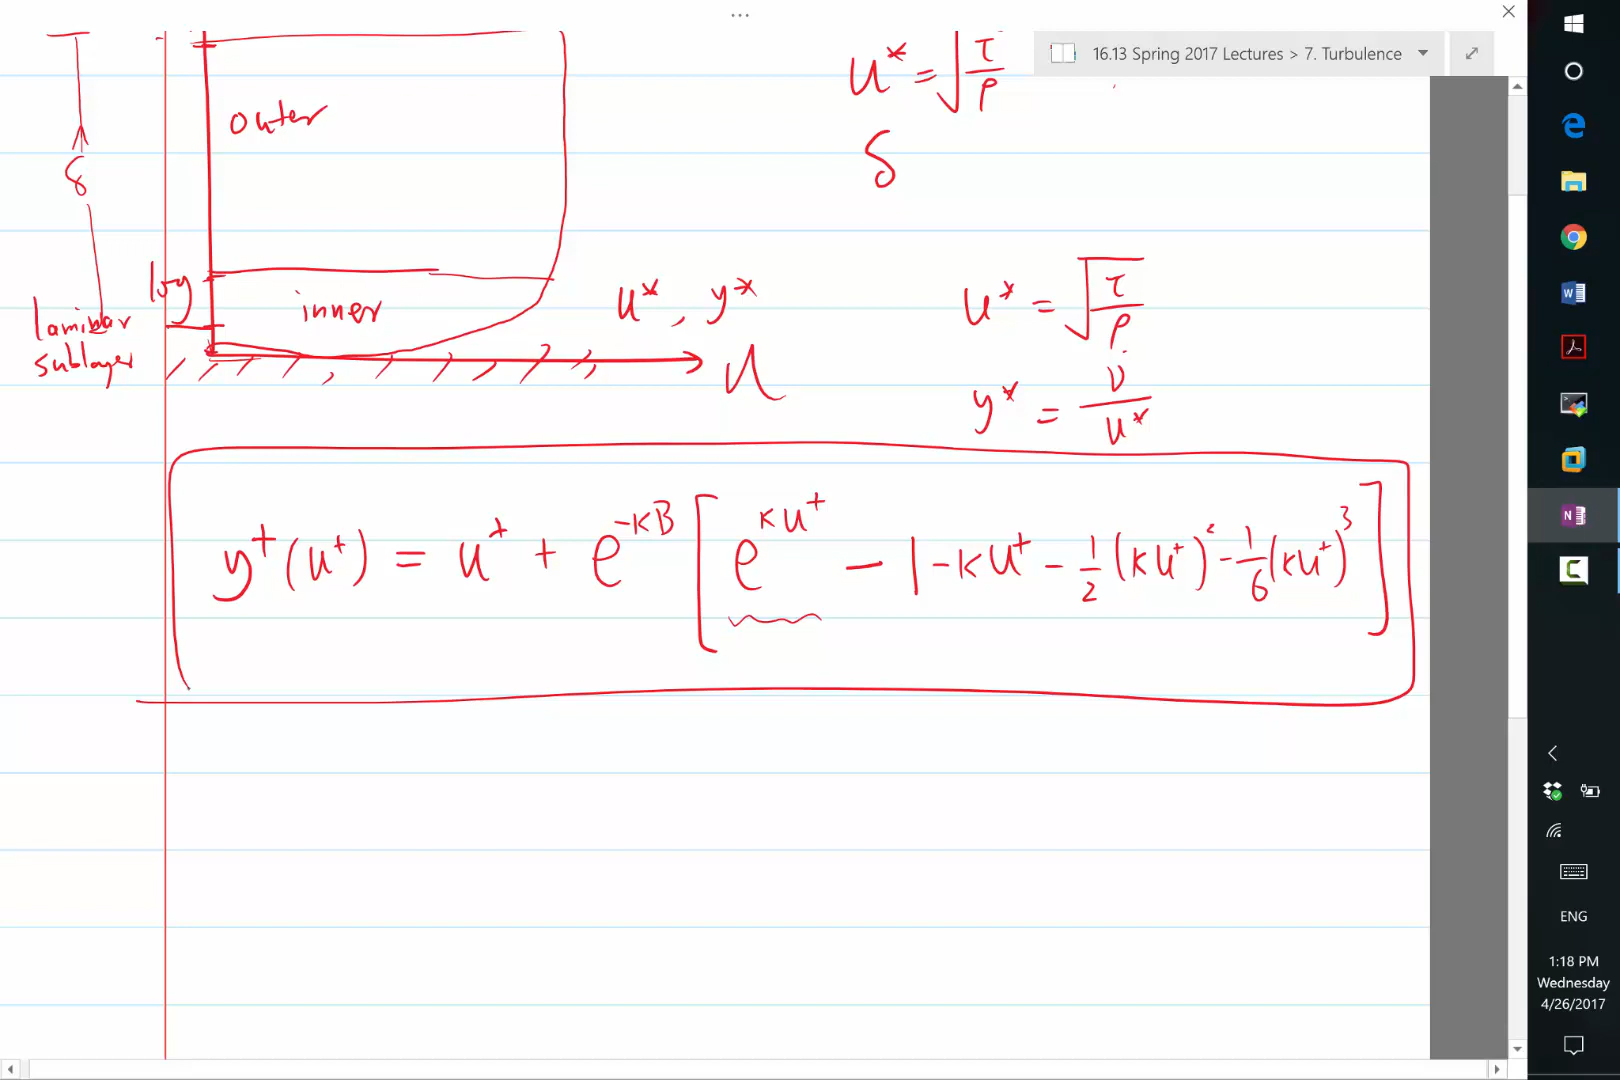 16.13 Spring 2017 Lectures > 7. Turbulence
u* = √(τ/ρ)
outer
δ
δ
log
inner
u*, y*
u* = √(τ/ρ)
laminar
sublayer
u
y* = ν/u*
y⁺(u⁺) = u⁺ + e^(-κB) [e^(κu⁺) - 1 - κu⁺ - 1/2 (κu⁺)² - 1/6 (κu⁺)³]
ENG
1:18 PM
Wednesday
4/26/2017